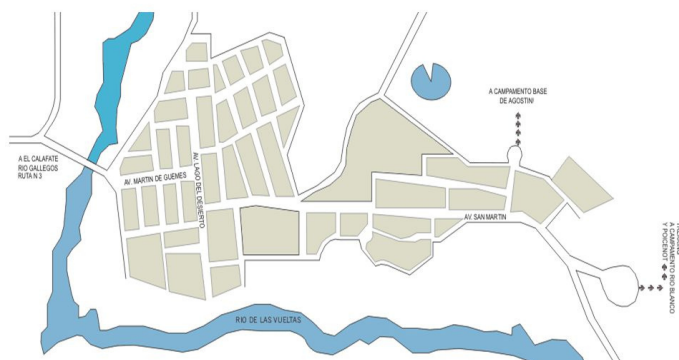 A CAMPAMENTO BASE
DE AGOSTINI
A EL CALAFATE
RIO GALLEGOS
RUTA N 3
AV. MARTIN DE GUEMES
AV. LAGO DEL DESIERTO
AV. SAN MARTIN
A CAMPAMENTO RIO BLANCO
Y POICENOT
RIO DE LAS VUELTAS